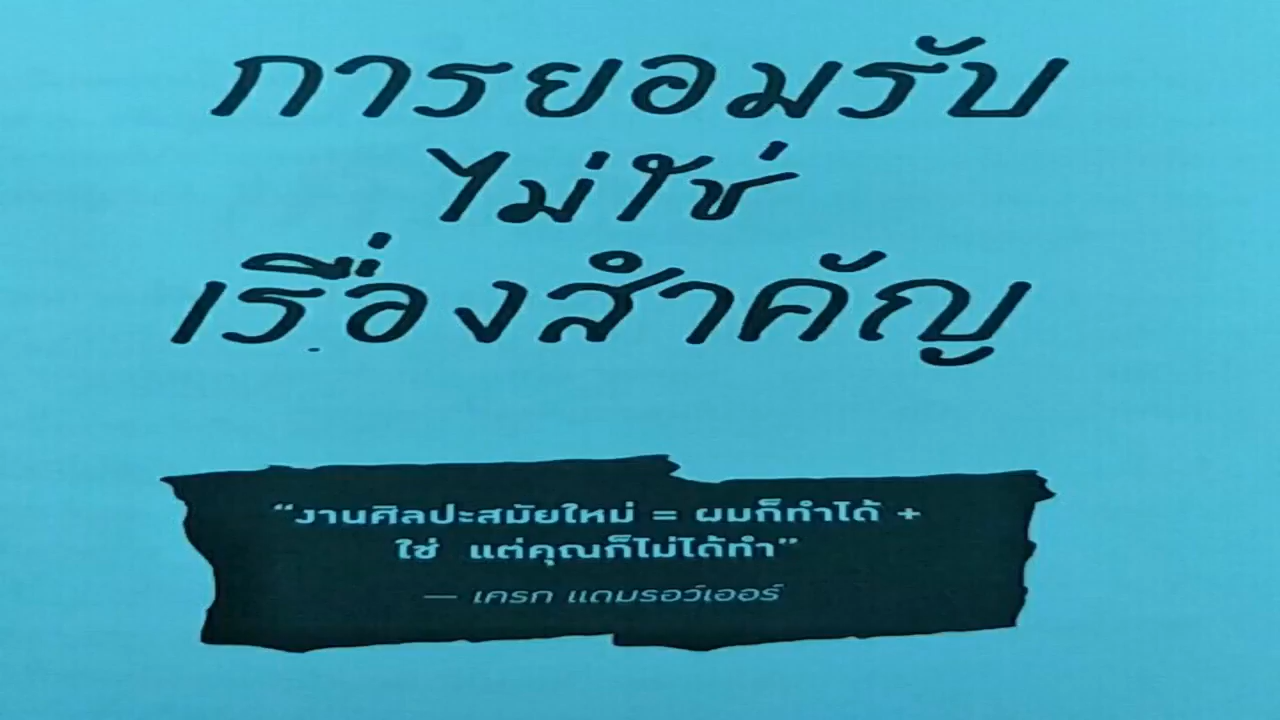 การยอมรับ
ไม่ใช่
เรื่องสำคัญ
“งานศิลปะสมัยใหม่ = ผมก็ทำได้ +
ใช่ แต่คุณก็ไม่ได้ทำ”
— เครก แดมรอว์เออร์